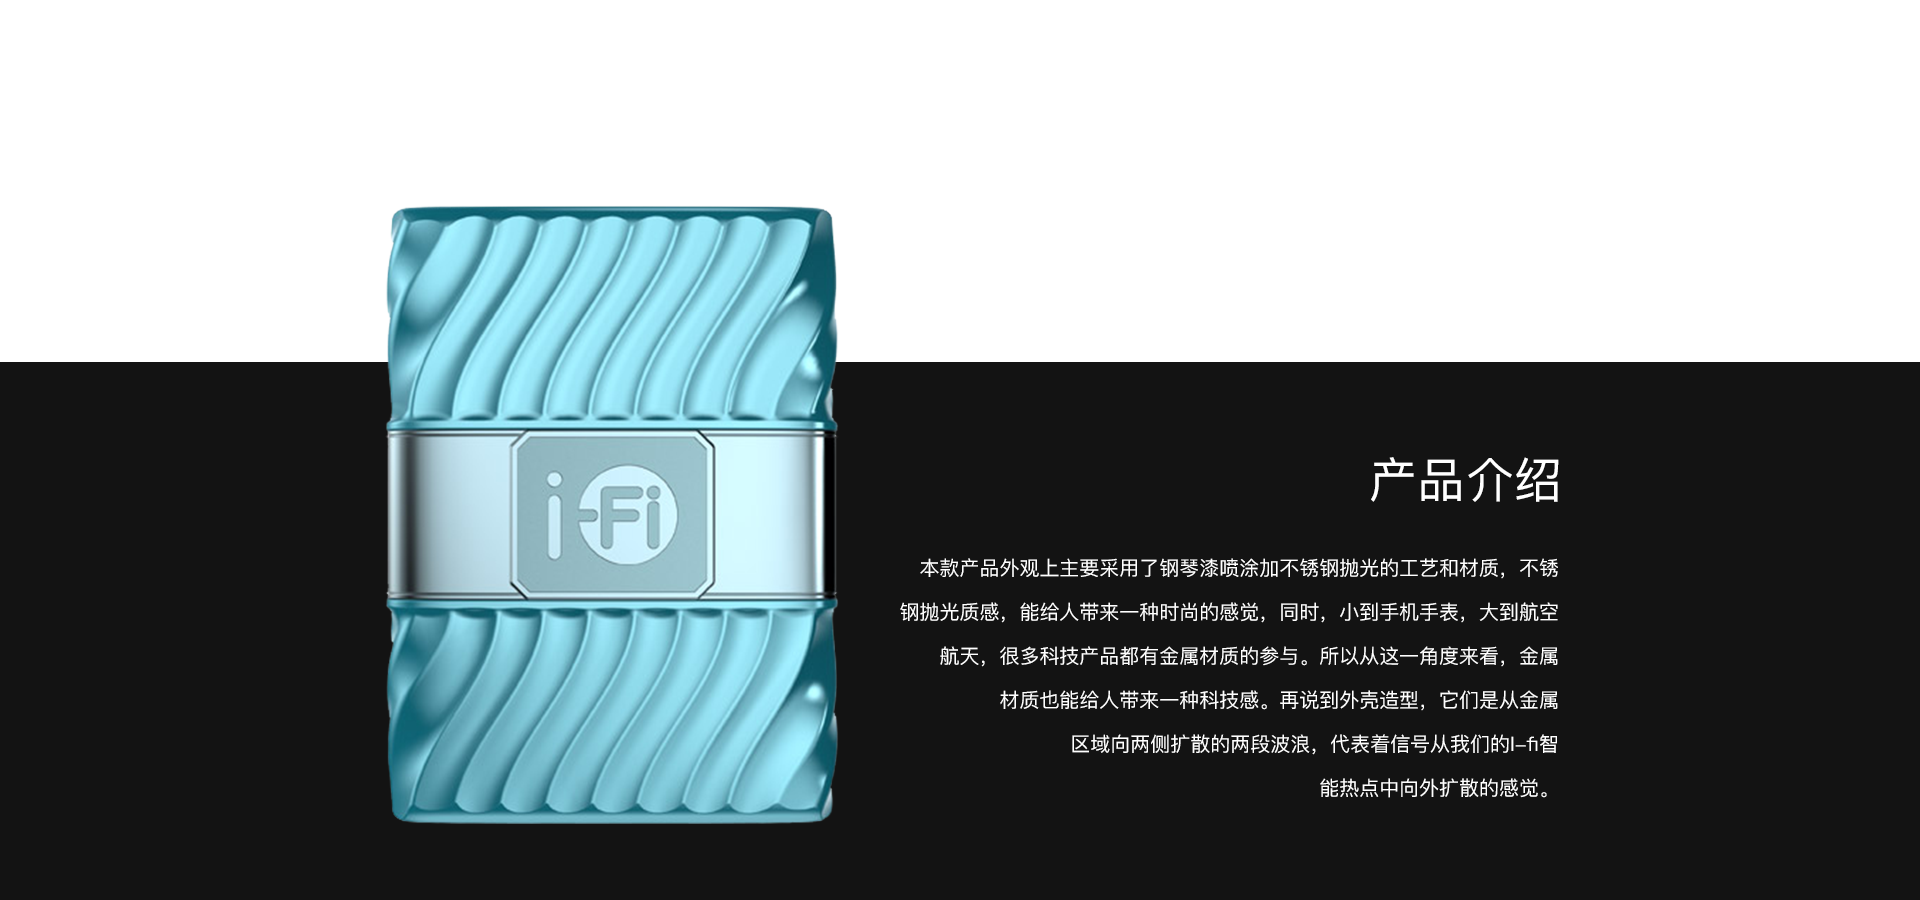 i-Fi
产品介绍
本款产品外观上主要采用了钢琴漆喷涂加不锈钢抛光的工艺和材质，不锈
钢抛光质感，能给人带来一种时尚的感觉，同时，小到手机手表，大到航空
航天，很多科技产品都有金属材质的参与。所以从这一角度来看，金属
材质也能给人带来一种科技感。再说到外壳造型，它们是从金属
区域向两侧扩散的两段波浪，代表着信号从我们的I-fi智
能热点中向外扩散的感觉。